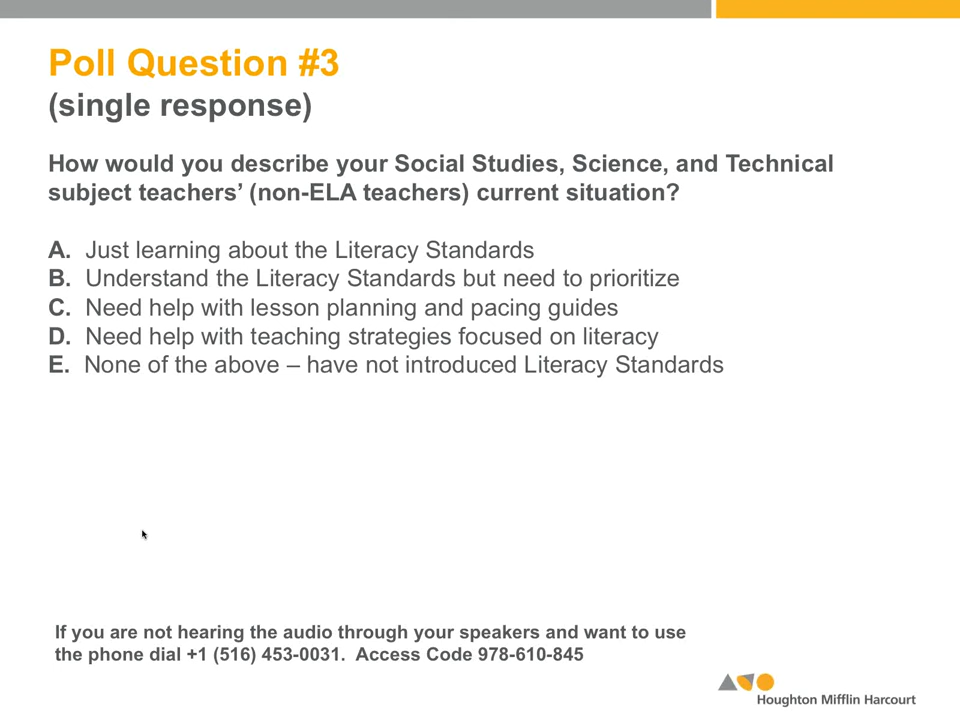 Poll Question #3
(single response)
How would you describe your Social Studies, Science, and Technical
subject teachers’ (non-ELA teachers) current situation?
A. Just learning about the Literacy Standards
B. Understand the Literacy Standards but need to prioritize
C. Need help with lesson planning and pacing guides
D. Need help with teaching strategies focused on literacy
E. None of the above – have not introduced Literacy Standards
If you are not hearing the audio through your speakers and want to use
the phone dial +1 (516) 453-0031. Access Code 978-610-845
Houghton Mifflin Harcourt